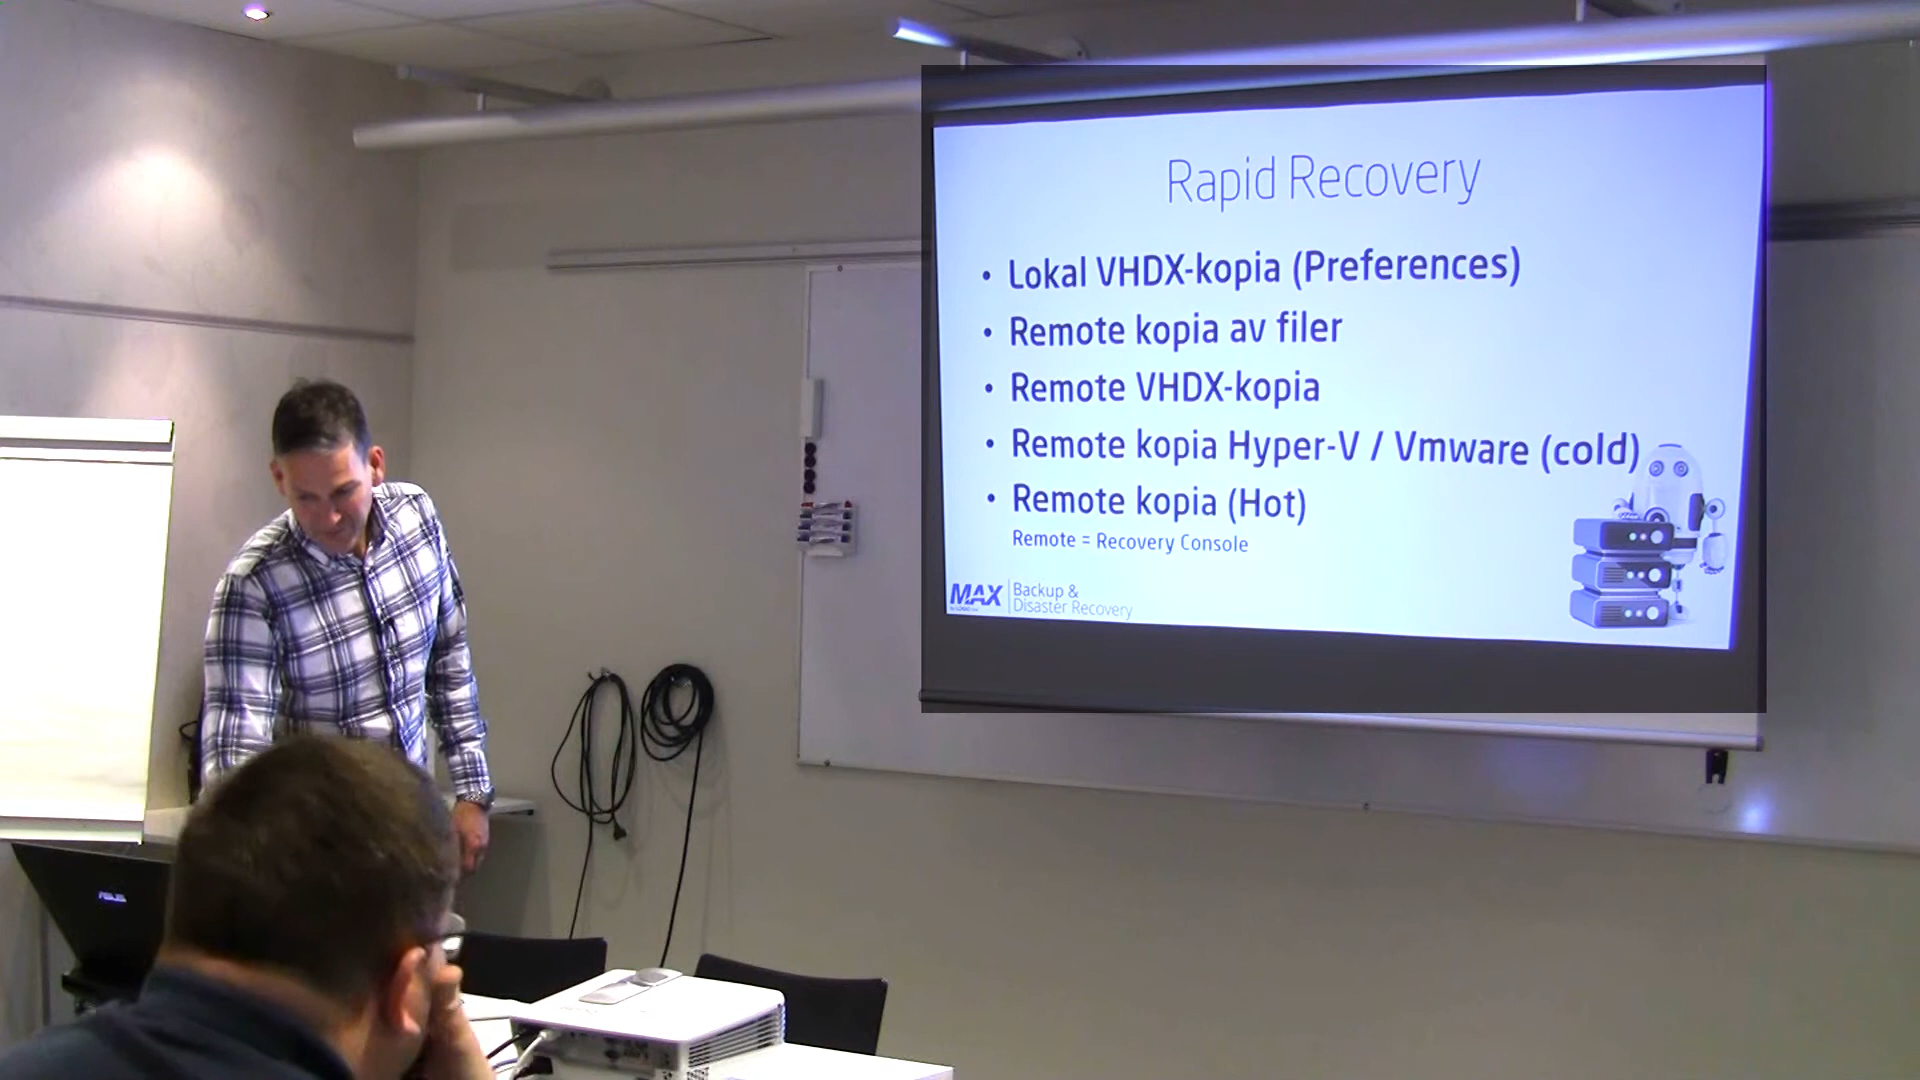 Rapid Recovery
• Lokal VHDX-kopia (Preferences)
• Remote kopia av filer
• Remote VHDX-kopia
• Remote kopia Hyper-V / Vmware (cold)
• Remote kopia (Hot)
Remote = Recovery Console
MAX
Backup &
Disaster Recovery
ASUS